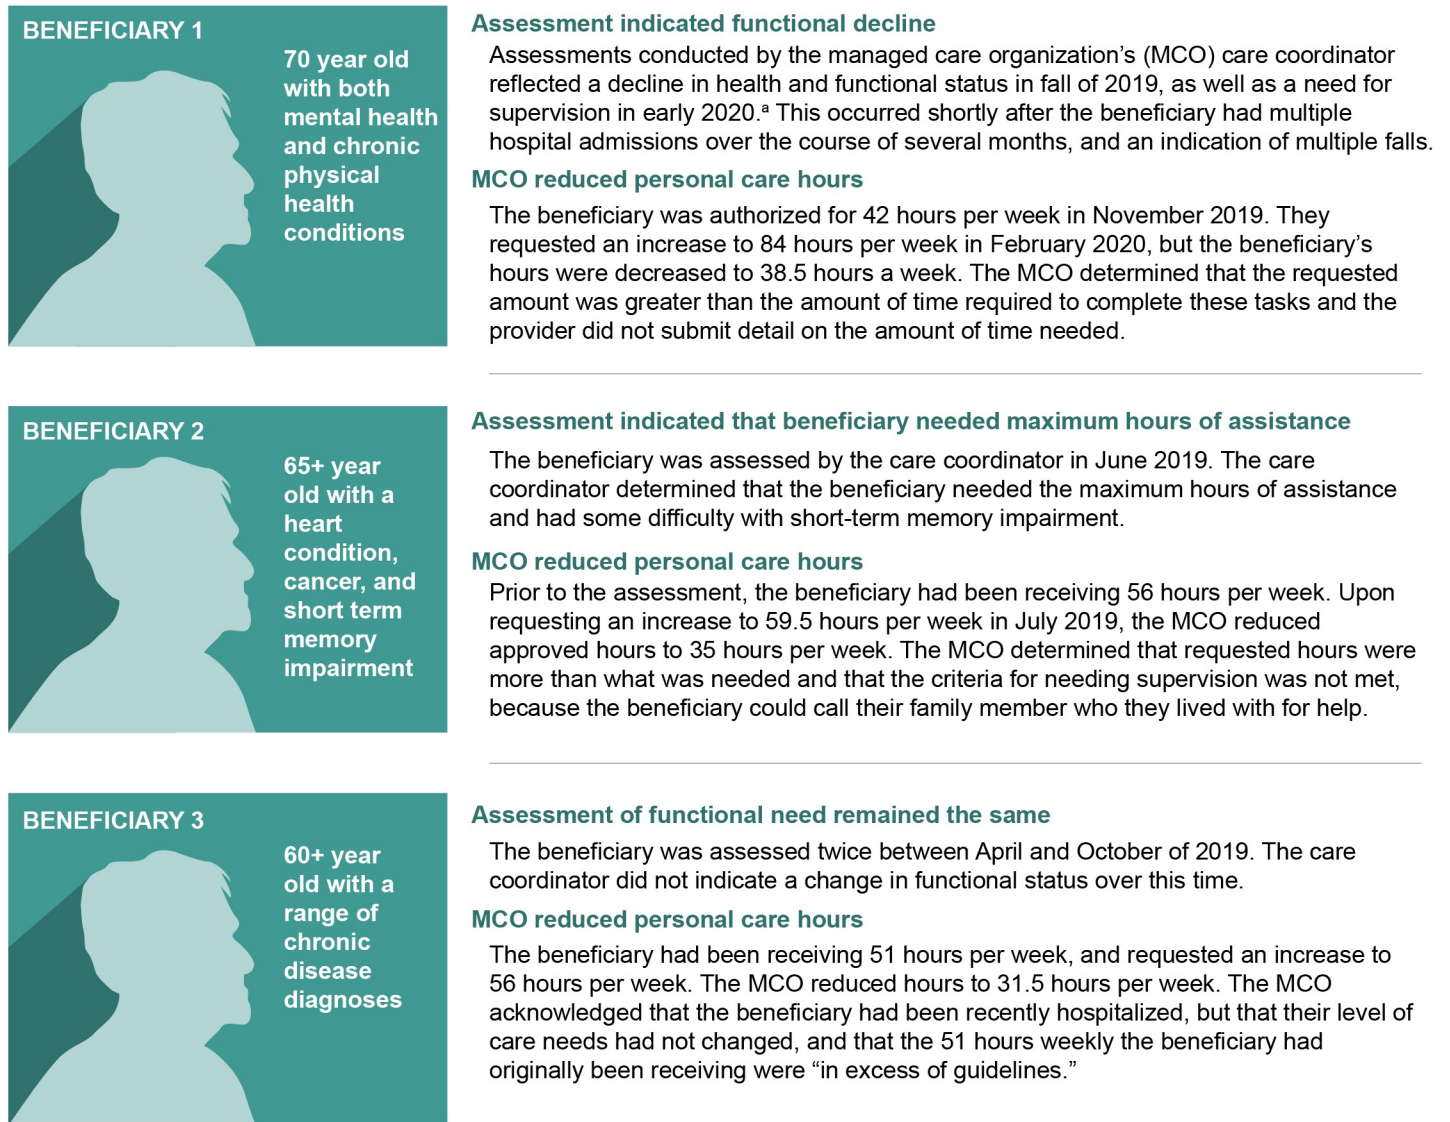 BENEFICIARY 1
70 year old
with both
mental health
and chronic
physical
health
conditions
Assessment indicated functional decline
Assessments conducted by the managed care organization’s (MCO) care coordinator
reflected a decline in health and functional status in fall of 2019, as well as a need for
supervision in early 2020.ᵃ This occurred shortly after the beneficiary had multiple
hospital admissions over the course of several months, and an indication of multiple falls.
MCO reduced personal care hours
The beneficiary was authorized for 42 hours per week in November 2019. They
requested an increase to 84 hours per week in February 2020, but the beneficiary’s
hours were decreased to 38.5 hours a week. The MCO determined that the requested
amount was greater than the amount of time required to complete these tasks and the
provider did not submit detail on the amount of time needed.
BENEFICIARY 2
65+ year
old with a
heart
condition,
cancer, and
short term
memory
impairment
Assessment indicated that beneficiary needed maximum hours of assistance
The beneficiary was assessed by the care coordinator in June 2019. The care
coordinator determined that the beneficiary needed the maximum hours of assistance
and had some difficulty with short-term memory impairment.
MCO reduced personal care hours
Prior to the assessment, the beneficiary had been receiving 56 hours per week. Upon
requesting an increase to 59.5 hours per week in July 2019, the MCO reduced
approved hours to 35 hours per week. The MCO determined that requested hours were
more than what was needed and that the criteria for needing supervision was not met,
because the beneficiary could call their family member who they lived with for help.
BENEFICIARY 3
60+ year
old with a
range of
chronic
disease
diagnoses
Assessment of functional need remained the same
The beneficiary was assessed twice between April and October of 2019. The care
coordinator did not indicate a change in functional status over this time.
MCO reduced personal care hours
The beneficiary had been receiving 51 hours per week, and requested an increase to
56 hours per week. The MCO reduced hours to 31.5 hours per week. The MCO
acknowledged that the beneficiary had been recently hospitalized, but that their level of
care needs had not changed, and that the 51 hours weekly the beneficiary had
originally been receiving were “in excess of guidelines.”